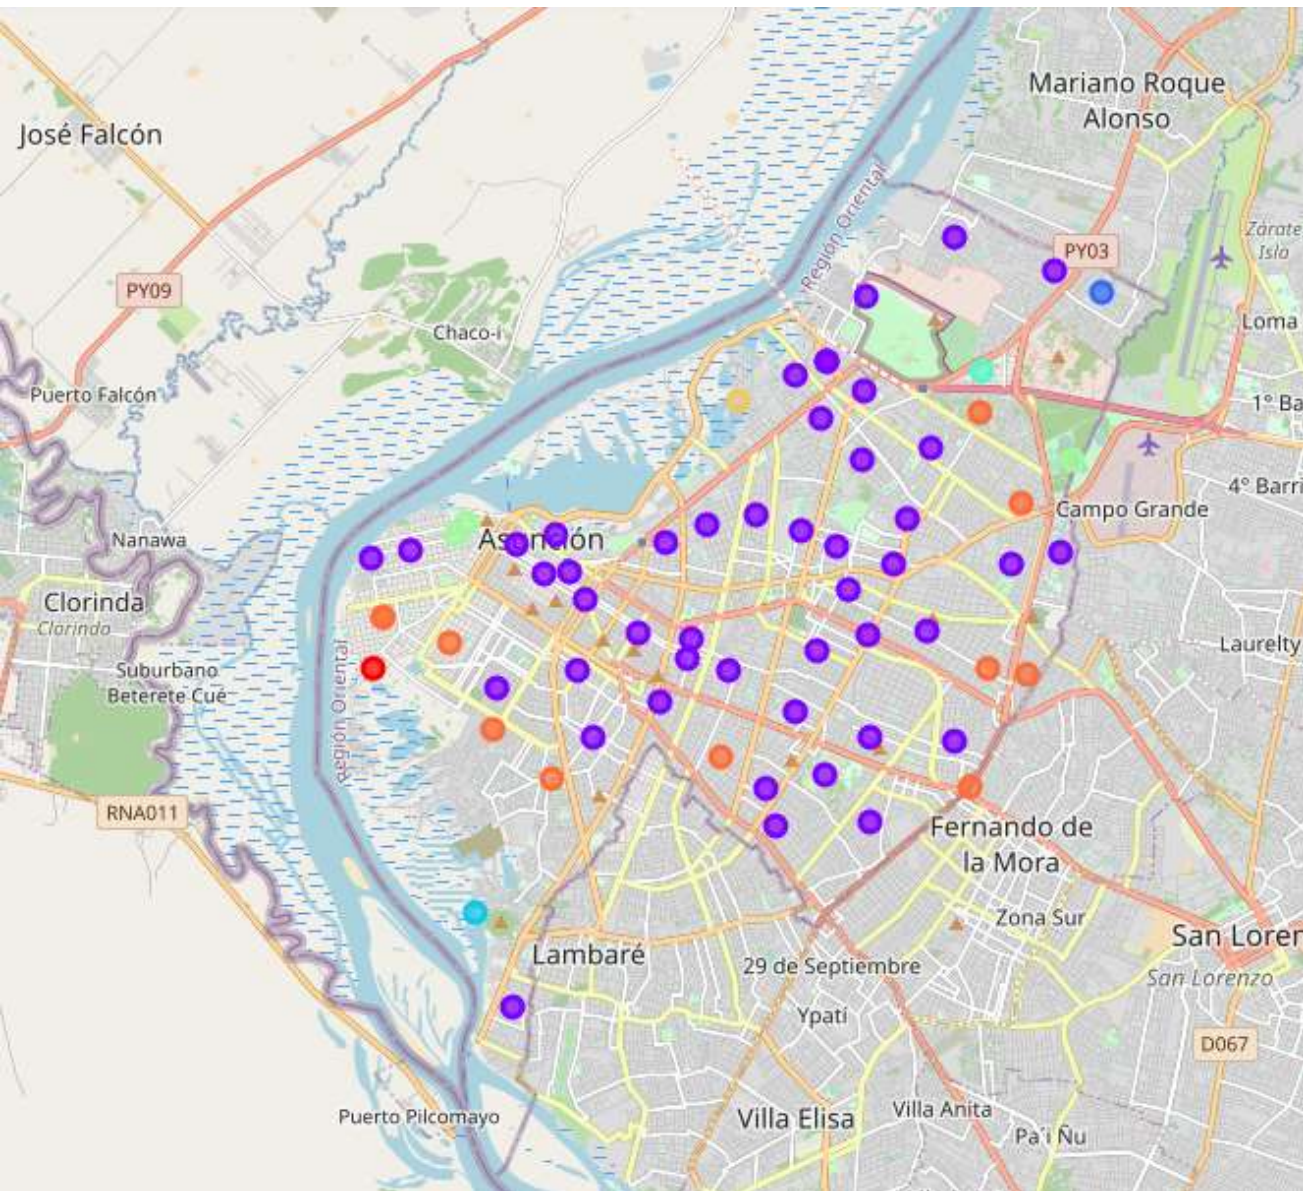 Mariano Roque
Alonso
José Falcón
Región Oriental
Zárate
Isla
PY03
PY09
Loma
Chaco-i
Puerto Falcón
1° Ba
4° Barri
Campo Grande
Nanawa
Asunción
Clorinda
Clorinda
Laurelty
Suburbano
Beterete Cué
Región Oriental
RNA011
Fernando de
la Mora
Zona Sur
San Loren
San Lorenzo
Lambaré
29 de Septiembre
Ypatí
D067
Puerto Pilcomayo
Villa Elisa
Villa Anita
Pa'i Ñu